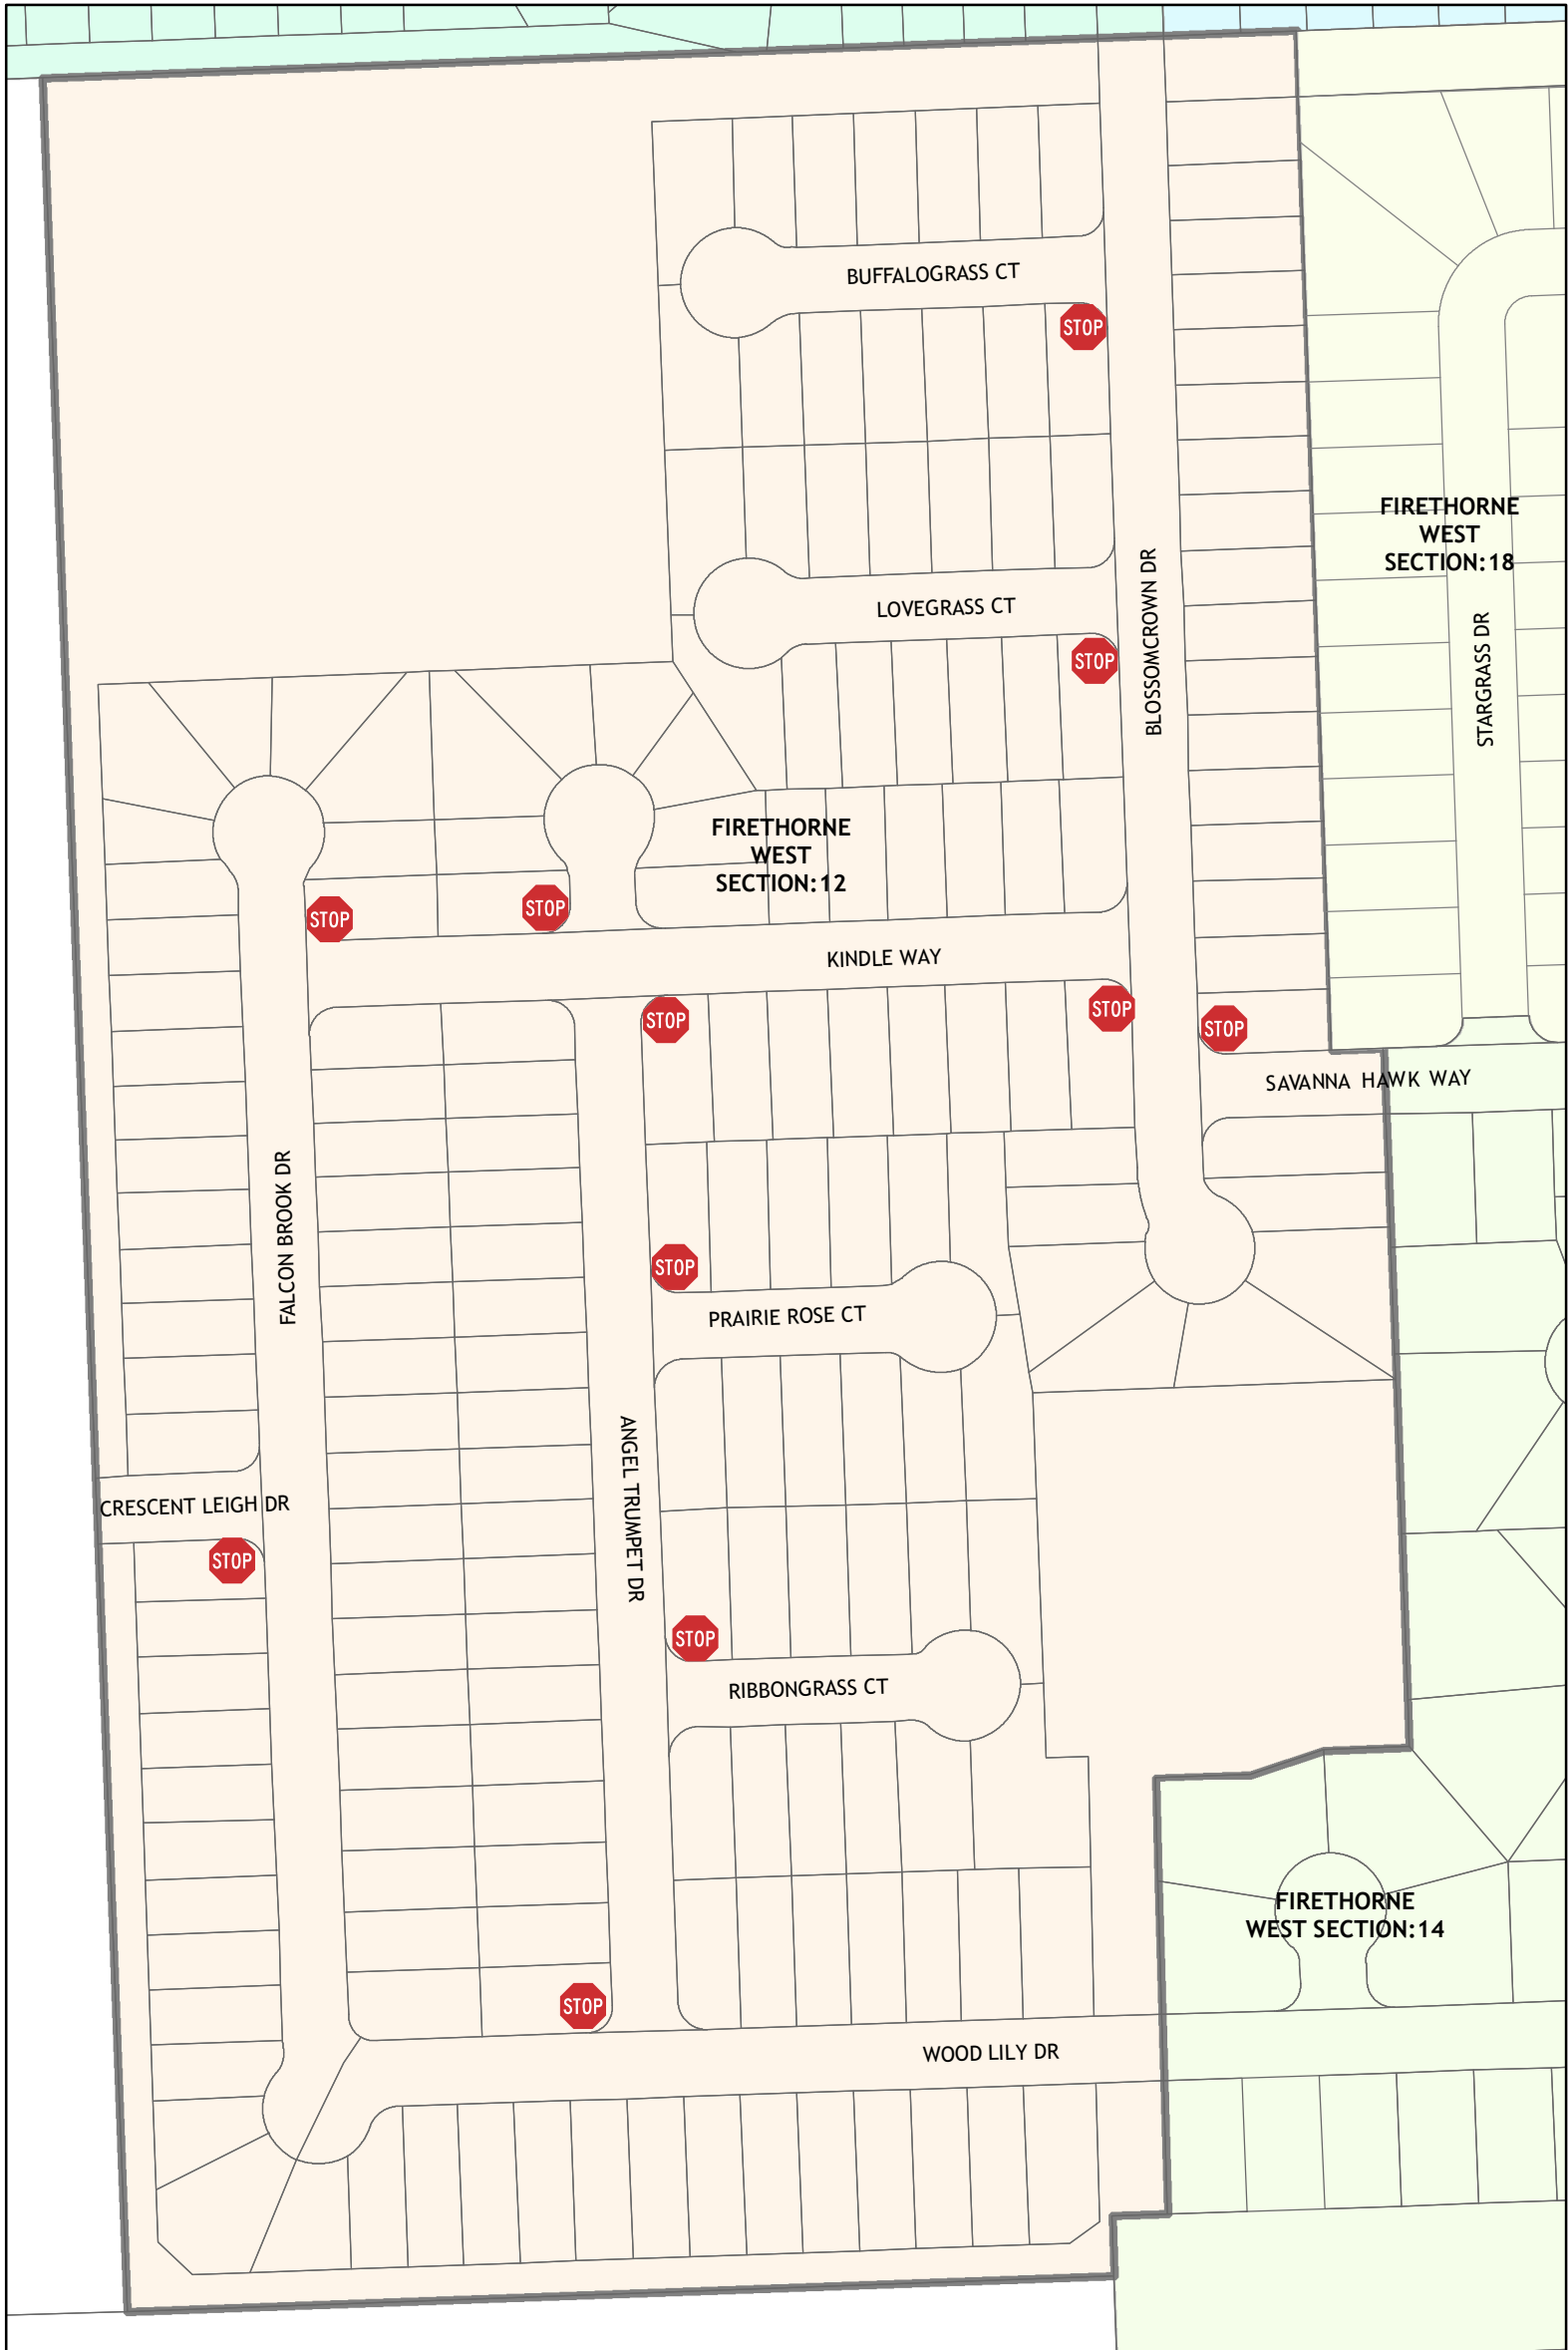 BUFFALOGRASS CT
STOP
FIRETHORNE
WEST
SECTION:18
BLOSSOMCROWN DR
LOVEGRASS CT
STARGRASS DR
STOP
FIRETHORNE
WEST
SECTION:12
STOP
STOP
KINDLE WAY
STOP
STOP
STOP
SAVANNA HAWK WAY
FALCON BROOK DR
STOP
PRAIRIE ROSE CT
ANGEL TRUMPET DR
CRESCENT LEIGH DR
STOP
STOP
RIBBONGRASS CT
FIRETHORNE
WEST SECTION:14
STOP
WOOD LILY DR